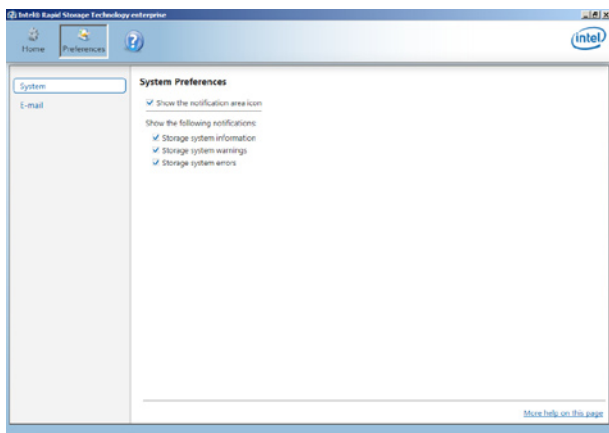 Intel® Rapid Storage Technology enterprise
Home
Preferences
intel
System
E-mail
System Preferences
Show the notification area icon
Show the following notifications:
Storage system information
Storage system warnings
Storage system errors
More help on this page